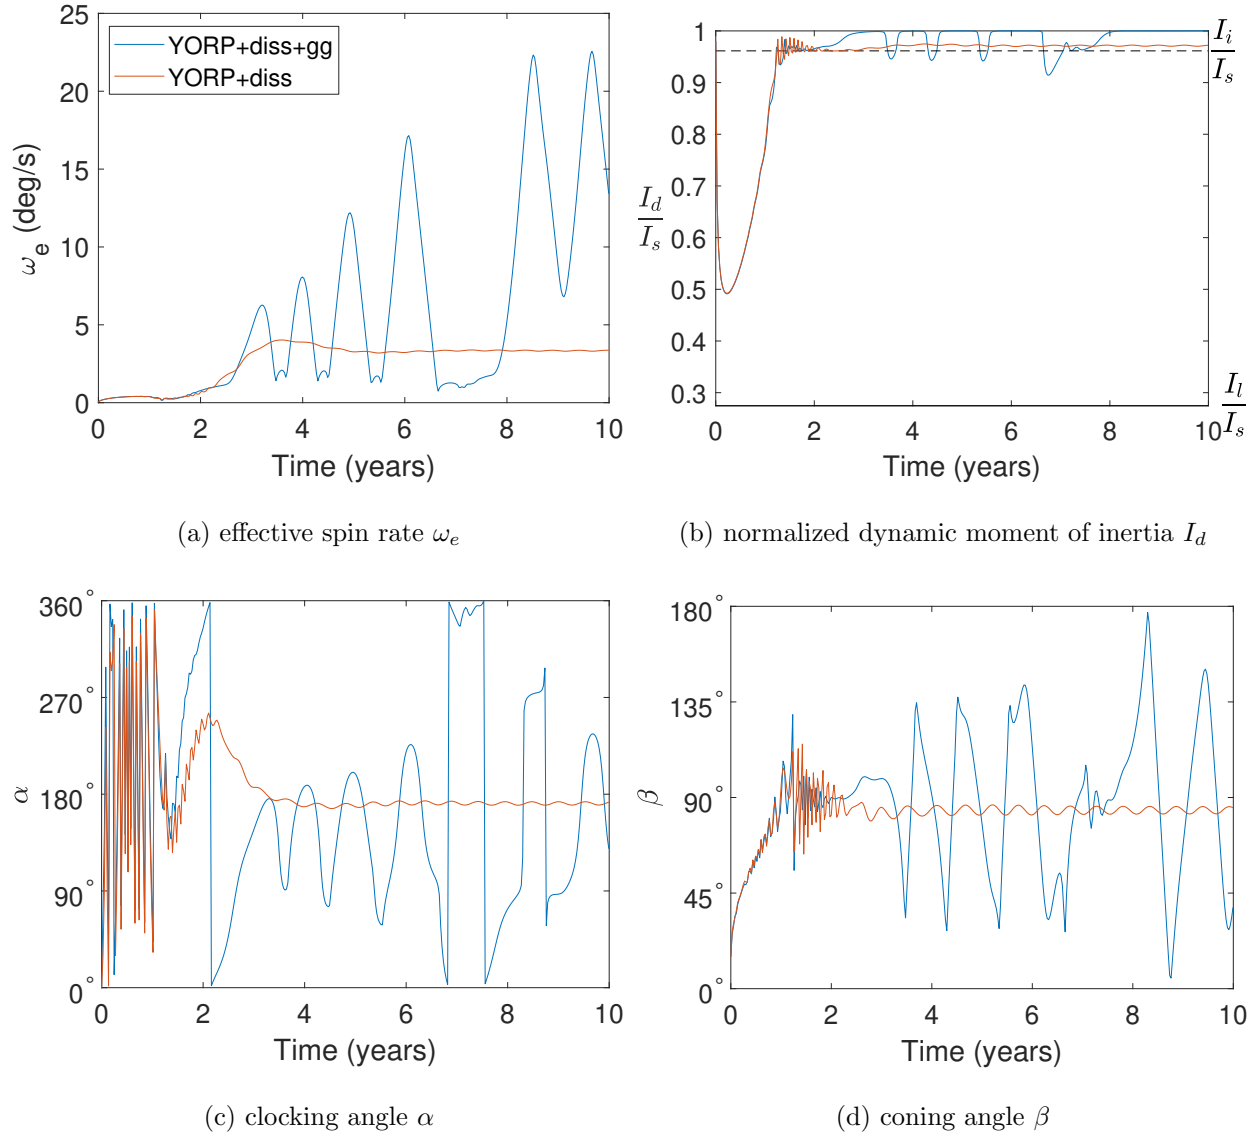 25
20
15
10
5
0
ω_e (deg/s)
YORP+diss+gg
YORP+diss
0 2 4 6 8 10
Time (years)
(a) effective spin rate ω_e
1
0.9
0.8
0.7
0.6
0.5
0.4
0.3
I_d/I_s
I_i/I_s
I_l/I_s
0 2 4 6 8 10
Time (years)
(b) normalized dynamic moment of inertia I_d
360°
270°
180°
90°
0°
α
0 2 4 6 8 10
Time (years)
(c) clocking angle α
180°
135°
90°
45°
0°
β
0 2 4 6 8 10
Time (years)
(d) coning angle β